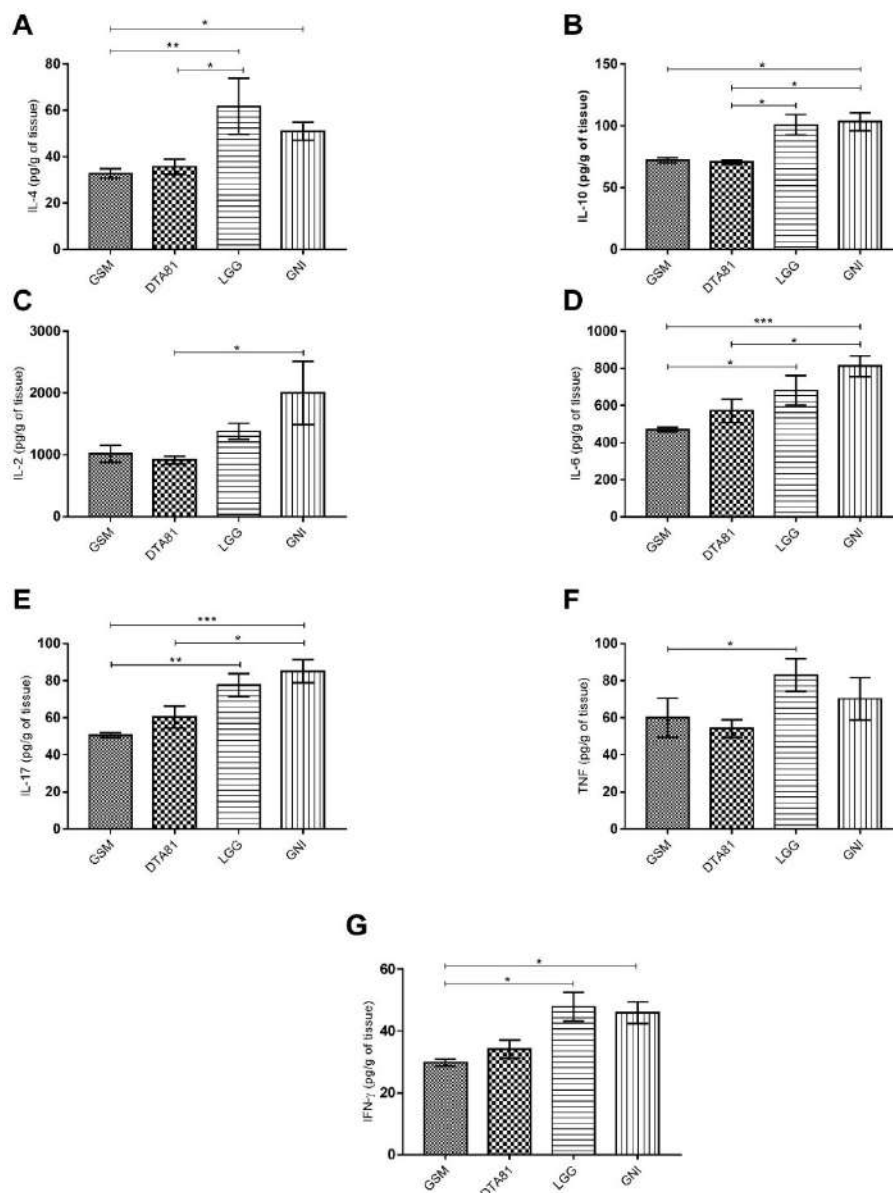 A
*
**
*
80
60
40
20
0
IL-4 (pg/g of tissue)
GSM
DTA81
LGG
GNI
B
*
*
*
150
100
50
0
IL-10 (pg/g of tissue)
GSM
DTA81
LGG
GNI
C
*
3000
2000
1000
0
IL-2 (pg/g of tissue)
GSM
DTA81
LGG
GNI
D
***
*
*
1000
800
600
400
200
0
IL-6 (pg/g of tissue)
GSM
DTA81
LGG
GNI
E
***
*
**
100
80
60
40
20
0
IL-17 (pg/g of tissue)
GSM
DTA81
LGG
GNI
F
*
100
80
60
40
20
0
TNF (pg/g of tissue)
GSM
DTA81
LGG
GNI
G
*
*
60
40
20
0
IFN-γ (pg/g of tissue)
GSM
DTA81
LGG
GNI